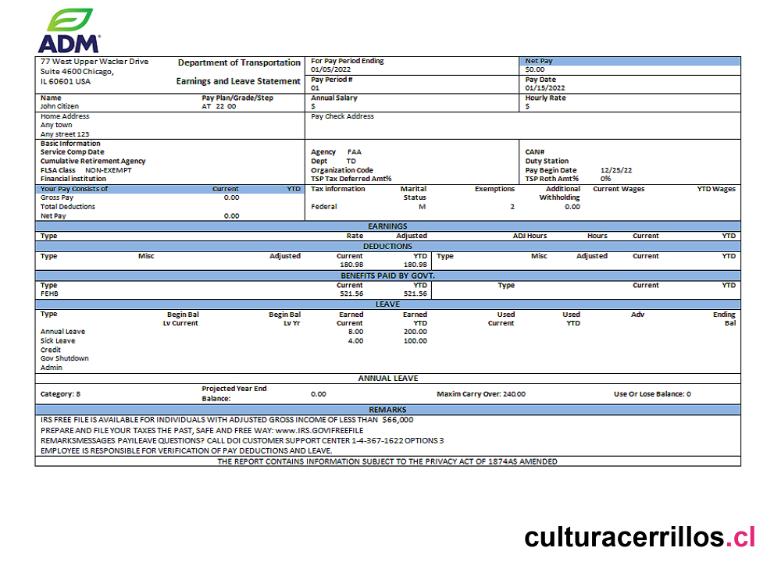 ADM
77 West Upper Wacker Drive
Suite 4600 Chicago,
IL 60601 USA
Department of Transportation
Earnings and Leave Statement
For Pay Period Ending
01/05/2022
Pay Period #
01
Net Pay
$0.00
Pay Date
01/15/2022
Name Pay Plan/Grade/Step
John Citizen AT 22 00
Annual Salary
$
Hourly Rate
$
Home Address
Any town
Any street 123
Pay Check Address
Basic Information
Service Comp Date
Cumulative Retirement Agency
FLSA Class NON-EXEMPT
Financial institution
Agency FAA
Dept TD
Organization Code
TSP Tax Deferred Amt%
CAN#
Duty Station
Pay Begin Date 12/25/22
TSP Roth Amt% 0%
Your Pay Consists of Current YTD
Gross Pay 0.00
Total Deductions
Net Pay 0.00
Tax information Marital Exemptions Additional Current Wages YTD Wages
Status Withholding
Federal M 2 0.00
EARNINGS
Type Rate Adjusted ADJ Hours Hours Current YTD
DEDUCTIONS
Type Misc Adjusted Current YTD Type Misc Adjusted Current YTD
180.98 180.98
BENEFITS PAID BY GOVT.
Type Current YTD Type Current YTD
FEHB 521.56 521.56
LEAVE
Type Begin Bal Begin Bal Earned Earned Used Used Adv Ending
Lv Current Lv Yr Current YTD Current YTD Bal
Annual Leave 8.00 200.00
Sick Leave 4.00 100.00
Credit
Gov Shutdown
Admin
ANNUAL LEAVE
Category: 8 Projected Year End Balance: 0.00 Maxim Carry Over: 240.00 Use Or Lose Balance: 0
REMARKS
IRS FREE FILE IS AVAILABLE FOR INDIVIDUALS WITH ADJUSTED GROSS INCOME OF LESS THAN $66,000
PREPARE AND FILE YOUR TAXES THE PAST, SAFE AND FREE WAY: www.IRS.GOV/FREEFILE
REMARKSMESSAGES PAYILEAVE QUESTIONS? CALL DOI CUSTOMER SUPPORT CENTER 1-4-367-1622 OPTIONS 3
EMPLOYEE IS RESPONSIBLE FOR VERIFICATION OF PAY DEDUCTIONS AND LEAVE.
THE REPORT CONTAINS INFORMATION SUBJECT TO THE PRIVACY ACT OF 1874AS AMENDED
culturacerrillos.cl